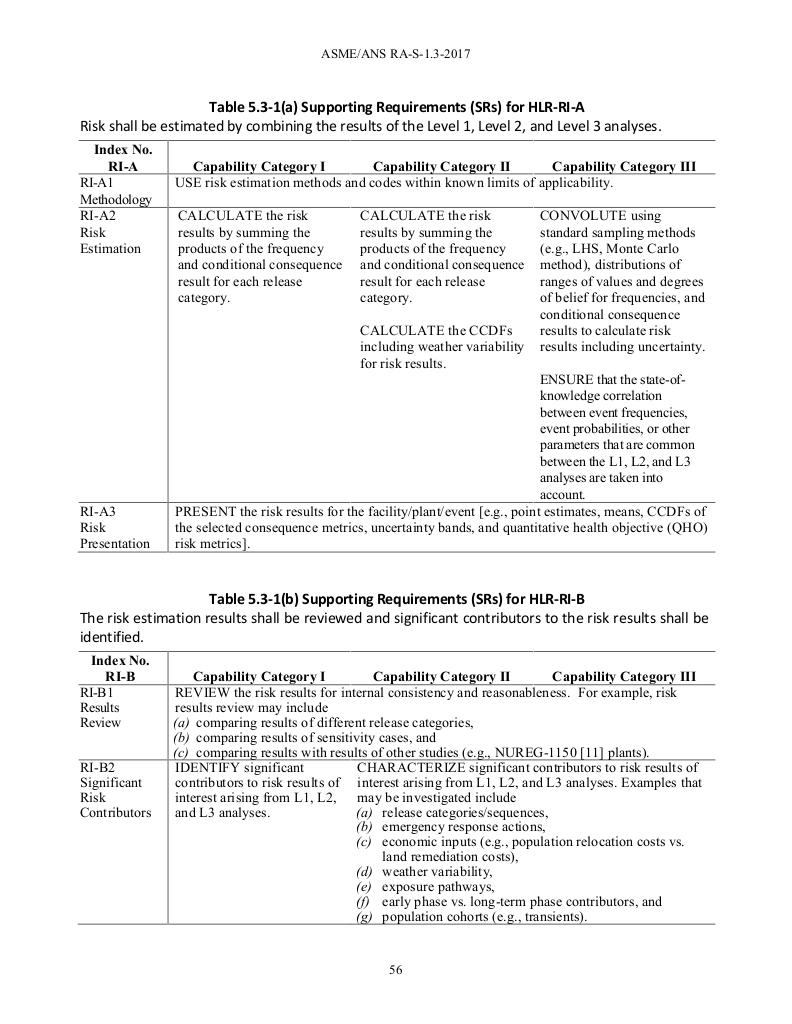 ASME/ANS RA-S-1.3-2017
Table 5.3-1(a) Supporting Requirements (SRs) for HLR-RI-A
Risk shall be estimated by combining the results of the Level 1, Level 2, and Level 3 analyses.
Index No.
RI-A
Capability Category I
Capability Category II
Capability Category III
RI-A1
Methodology
USE risk estimation methods and codes within known limits of applicability.
RI-A2
Risk
Estimation
CALCULATE the risk
results by summing the
products of the frequency
and conditional consequence
result for each release
category.
CALCULATE the risk
results by summing the
products of the frequency
and conditional consequence
result for each release
category.
CALCULATE the CCDFs
including weather variability
for risk results.
CONVOLUTE using
standard sampling methods
(e.g., LHS, Monte Carlo
method), distributions of
ranges of values and degrees
of belief for frequencies, and
conditional consequence
results to calculate risk
results including uncertainty.
ENSURE that the state-of-
knowledge correlation
between event frequencies,
event probabilities, or other
parameters that are common
between the L1, L2, and L3
analyses are taken into
account.
RI-A3
Risk
Presentation
PRESENT the risk results for the facility/plant/event [e.g., point estimates, means, CCDFs of
the selected consequence metrics, uncertainty bands, and quantitative health objective (QHO)
risk metrics].
Table 5.3-1(b) Supporting Requirements (SRs) for HLR-RI-B
The risk estimation results shall be reviewed and significant contributors to the risk results shall be
identified.
Index No.
RI-B
Capability Category I
Capability Category II
Capability Category III
RI-B1
Results
Review
REVIEW the risk results for internal consistency and reasonableness. For example, risk
results review may include
(a) comparing results of different release categories,
(b) comparing results of sensitivity cases, and
(c) comparing results with results of other studies (e.g., NUREG-1150 [11] plants).
RI-B2
Significant
Risk
Contributors
IDENTIFY significant
contributors to risk results of
interest arising from L1, L2,
and L3 analyses.
CHARACTERIZE significant contributors to risk results of
interest arising from L1, L2, and L3 analyses. Examples that
may be investigated include
(a) release categories/sequences,
(b) emergency response actions,
(c) economic inputs (e.g., population relocation costs vs.
land remediation costs),
(d) weather variability,
(e) exposure pathways,
(f) early phase vs. long-term phase contributors, and
(g) population cohorts (e.g., transients).
56